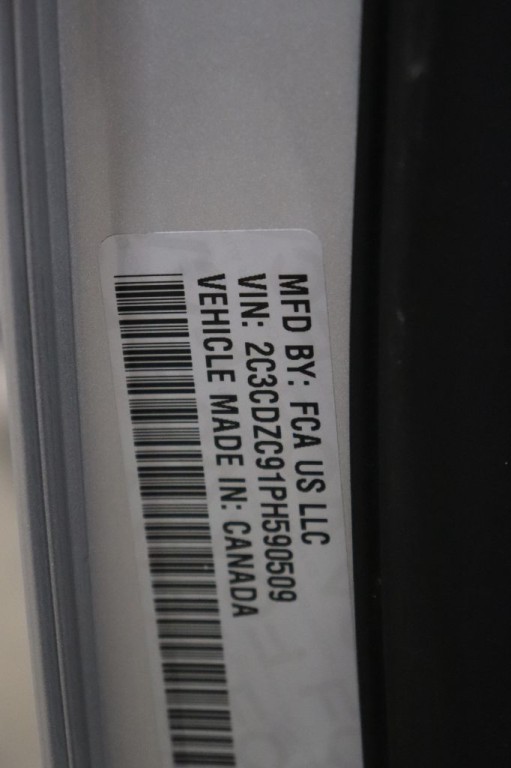 MFD BY: FCA US LLC
VIN: 2C3CDZC91PH590509
VEHICLE MADE IN: CANADA